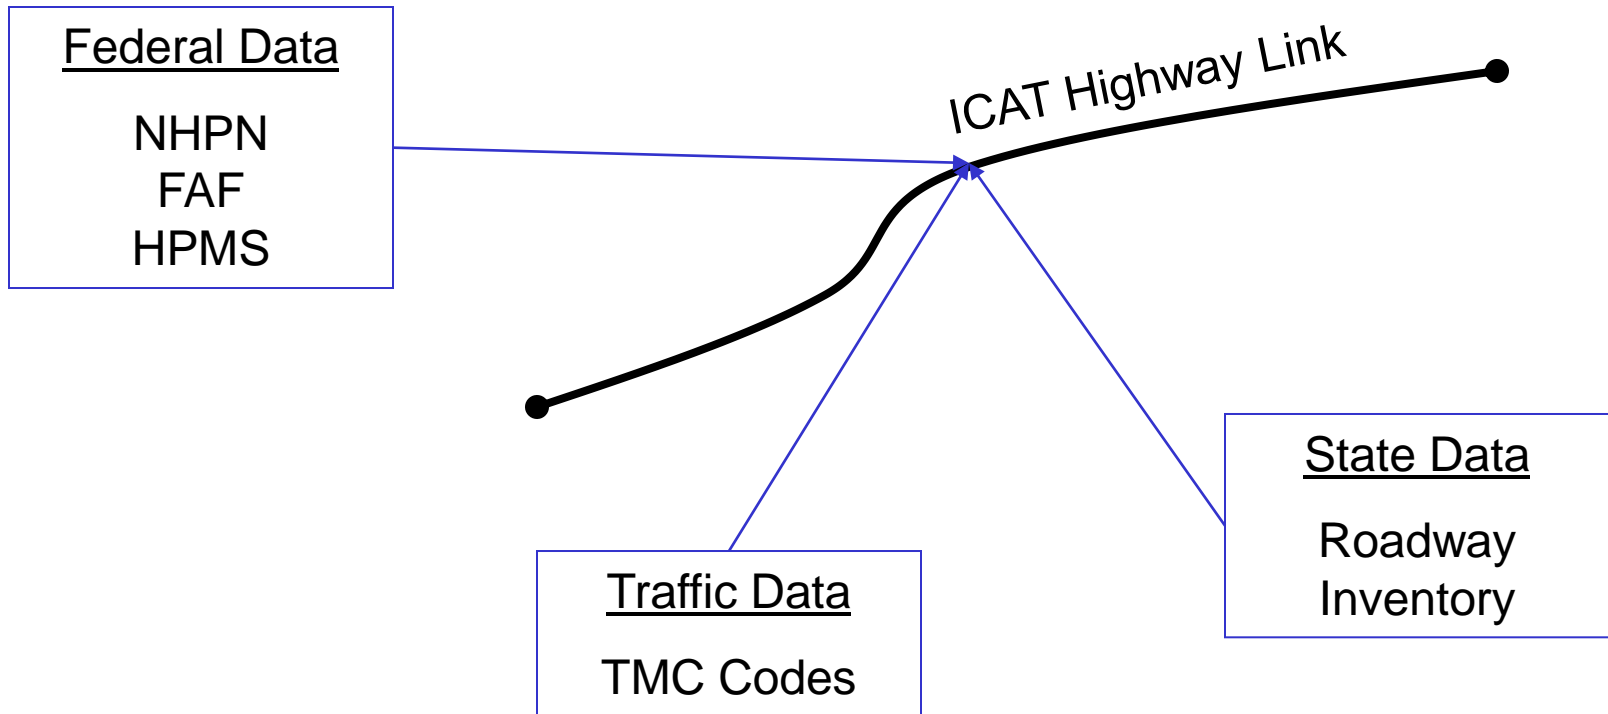 Federal Data
NHPN
FAF
HPMS
ICAT Highway Link
Traffic Data
TMC Codes
State Data
Roadway
Inventory